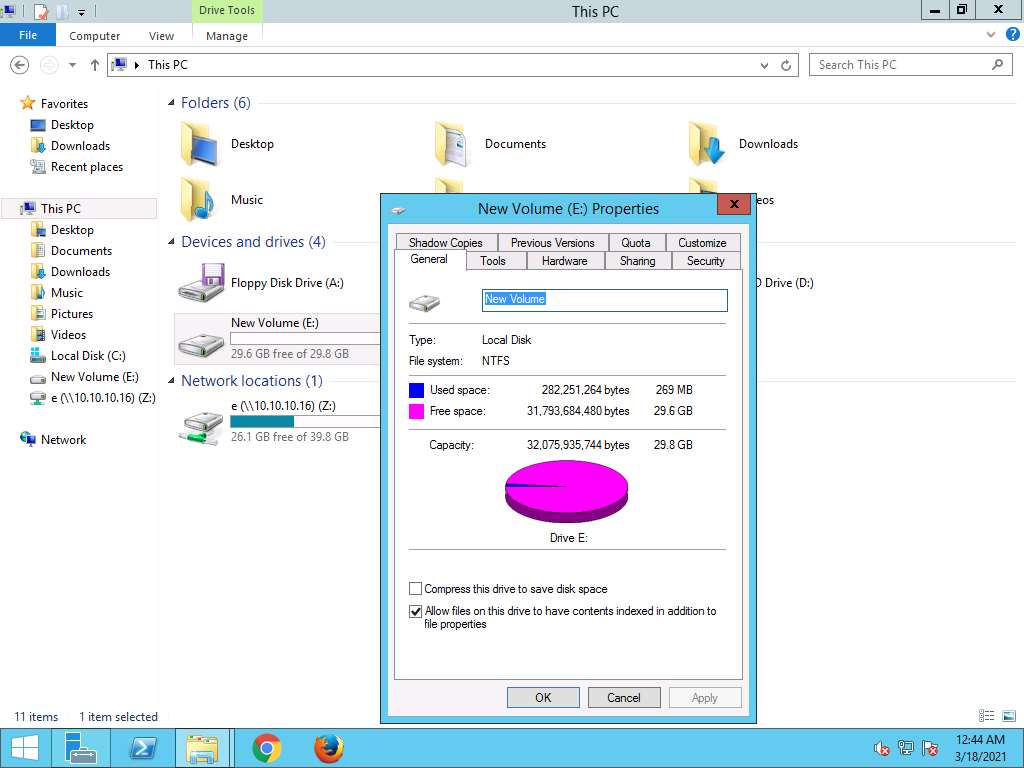 Drive Tools
This PC
File
Computer
View
Manage
This PC
Search This PC
Favorites
Desktop
Downloads
Recent places
This PC
Desktop
Documents
Downloads
Music
Pictures
Videos
Local Disk (C:)
New Volume (E:)
e (\\10.10.10.16) (Z:)
Network
Folders (6)
Desktop
Documents
Downloads
Music
Devices and drives (4)
Floppy Disk Drive (A:)
D Drive (D:)
New Volume (E:)
29.6 GB free of 29.8 GB
Network locations (1)
e (\\10.10.10.16) (Z:)
26.1 GB free of 39.8 GB
New Volume (E:) Properties
Shadow Copies
Previous Versions
Quota
Customize
General
Tools
Hardware
Sharing
Security
New Volume
Type: Local Disk
File system: NTFS
Used space: 282,251,264 bytes 269 MB
Free space: 31,793,684,480 bytes 29.6 GB
Capacity: 32,075,935,744 bytes 29.8 GB
Drive E:
Compress this drive to save disk space
Allow files on this drive to have contents indexed in addition to
file properties
OK
Cancel
Apply
11 items
1 item selected
12:44 AM
3/18/2021